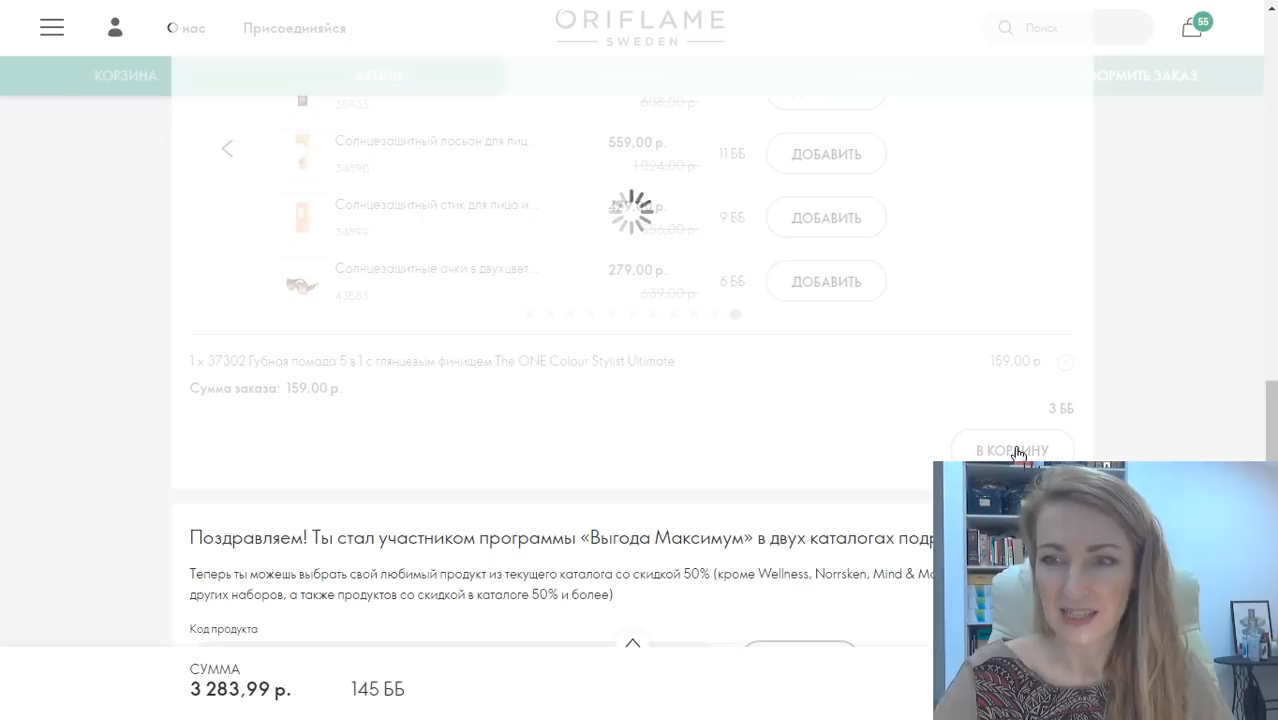 О нас
Присоединяйся
ORIFLAME
SWEDEN
Поиск
55
КОРЗИНА
АКЦИИ
ОФОРМИТЬ ЗАКАЗ
35933 -
608,00 р.
Солнцезащитный лосьон для лиц...
34890 -
559,00 р.
1 024,00 р.
11 ББ
ДОБАВИТЬ
Солнцезащитный стик для лица и...
34899
9 ББ
ДОБАВИТЬ
Солнцезащитные очки в двухцвет...
43583 -
279,00 р.
639,00 р.
6 ББ
ДОБАВИТЬ
1 x 37302 Губная помада 5 в 1 с глянцевым финишем The ONE Colour Stylist Ultimate
159,00 р.
Сумма заказа: 159,00 р.
3 ББ
В КОРЗИНУ
Поздравляем! Ты стал участником программы «Выгода Максимум» в двух каталогах
Теперь ты можешь выбрать свой любимый продукт из текущего каталога со скидкой 50% (кроме Wellness, Norrsken, Mind &
других наборов, а также продуктов со скидкой в каталоге 50% и более)
Код продукта
СУММА
3 283,99 р.
145 ББ